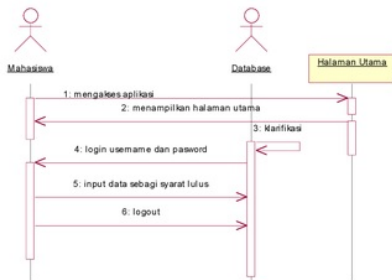 Mahasiswa
Database
Halaman Utama
1: mengakses aplikasi
2: menampilkan halaman utama
3: klarifikasi
4: login username dan pasword
5: input data sebagi syarat lulus
6: logout